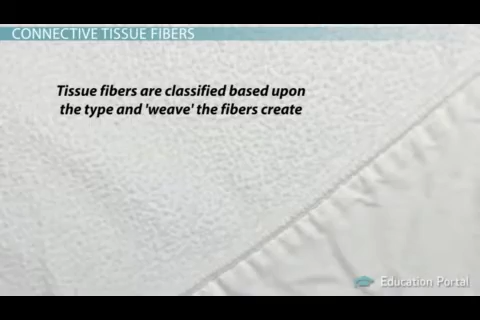 CONNECTIVE TISSUE FIBERS
Tissue fibers are classified based upon
the type and 'weave' the fibers create
Education Portal